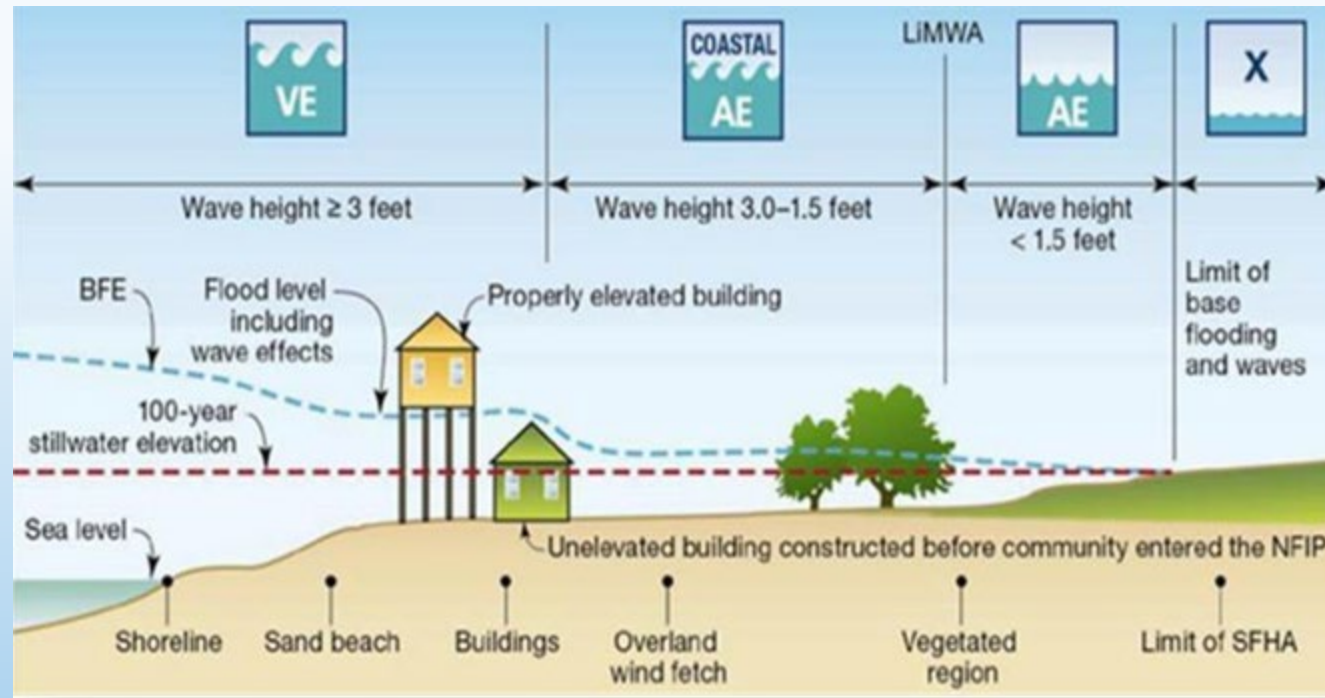 VE
COASTAL
AE
LiMWA
AE
X
Wave height ≥ 3 feet
Wave height 3.0–1.5 feet
Wave height
< 1.5 feet
BFE
Flood level
including
wave effects
Properly elevated building
Limit of
base
flooding
and waves
100-year
stillwater elevation
Sea level
Unelevated building constructed before community entered the NFIP
Shoreline
Sand beach
Buildings
Overland
wind fetch
Vegetated
region
Limit of SFHA